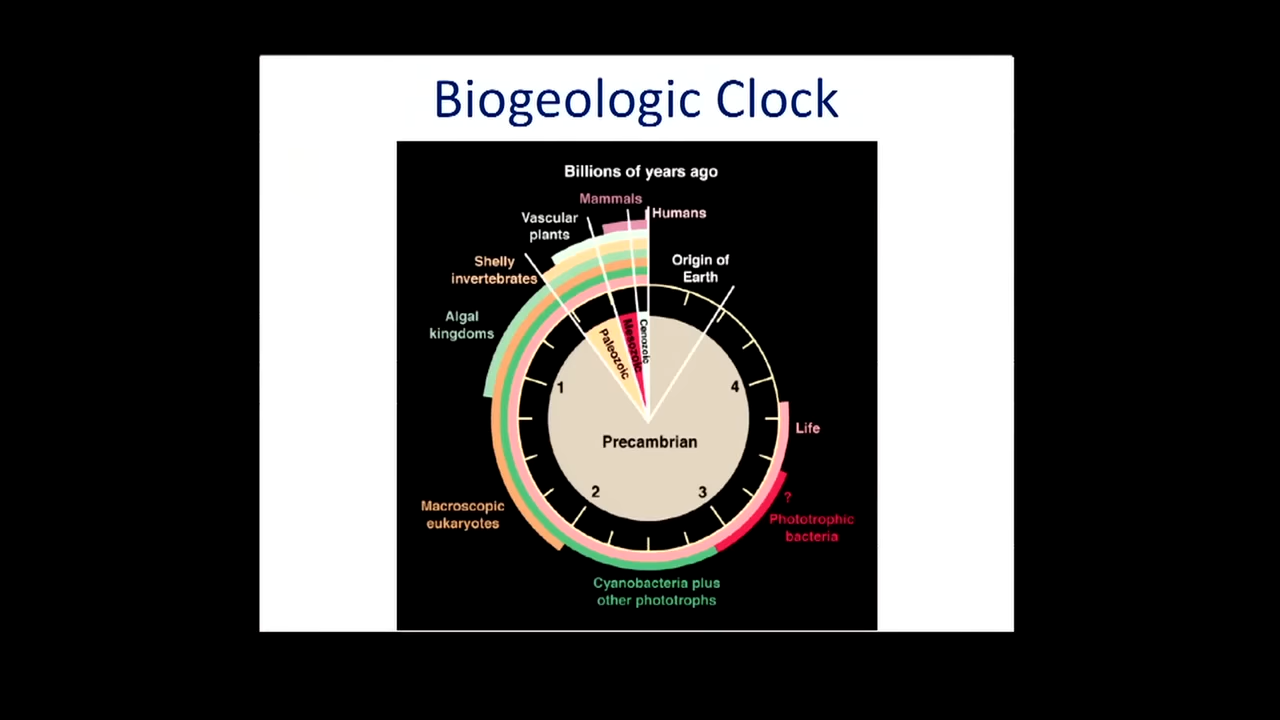 Biogeologic Clock
Billions of years ago
Mammals
Humans
Vascular
plants
Origin of
Earth
Shelly
invertebrates
Algal
kingdoms
Paleozoic
Mesozoic
Cenozoic
1
4
Life
Precambrian
2
3
?
Macroscopic
eukaryotes
Phototrophic
bacteria
Cyanobacteria plus
other phototrophs